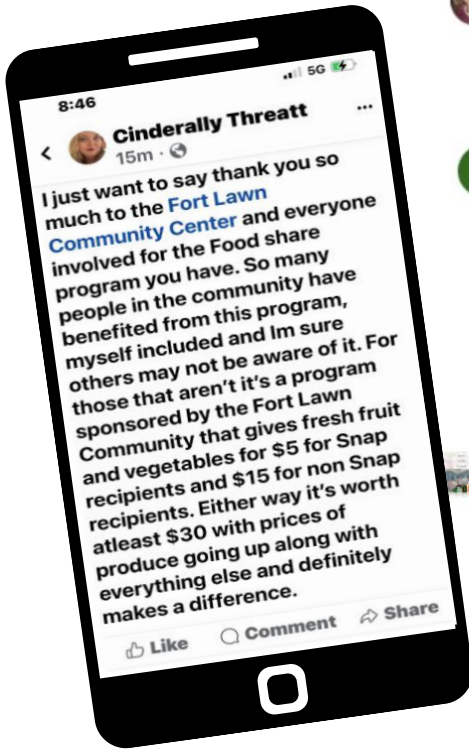 8:46
5G
Cinderally Threatt
15m
I just want to say thank you so
much to the Fort Lawn
Community Center and everyone
involved for the Food share
program you have. So many
people in the community have
benefited from this program,
myself included and Im sure
others may not be aware of it. For
those that aren't it's a program
sponsored by the Fort Lawn
Community that gives fresh fruit
and vegetables for $5 for Snap
recipients and $15 for non Snap
recipients. Either way it's worth
atleast $30 with prices of
produce going up along with
everything else and definitely
makes a difference.
Like Comment Share